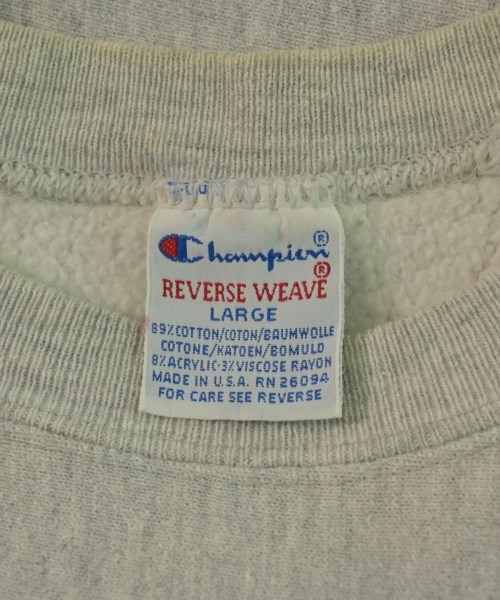 Champion®
REVERSE WEAVE®
LARGE
89% COTTON/COTON/BAUMWOLLE
COTONE/KATOEN/BOMULD
8% ACRYLIC·3% VISCOSE RAYON
MADE IN U.S.A. RN 26094
FOR CARE SEE REVERSE